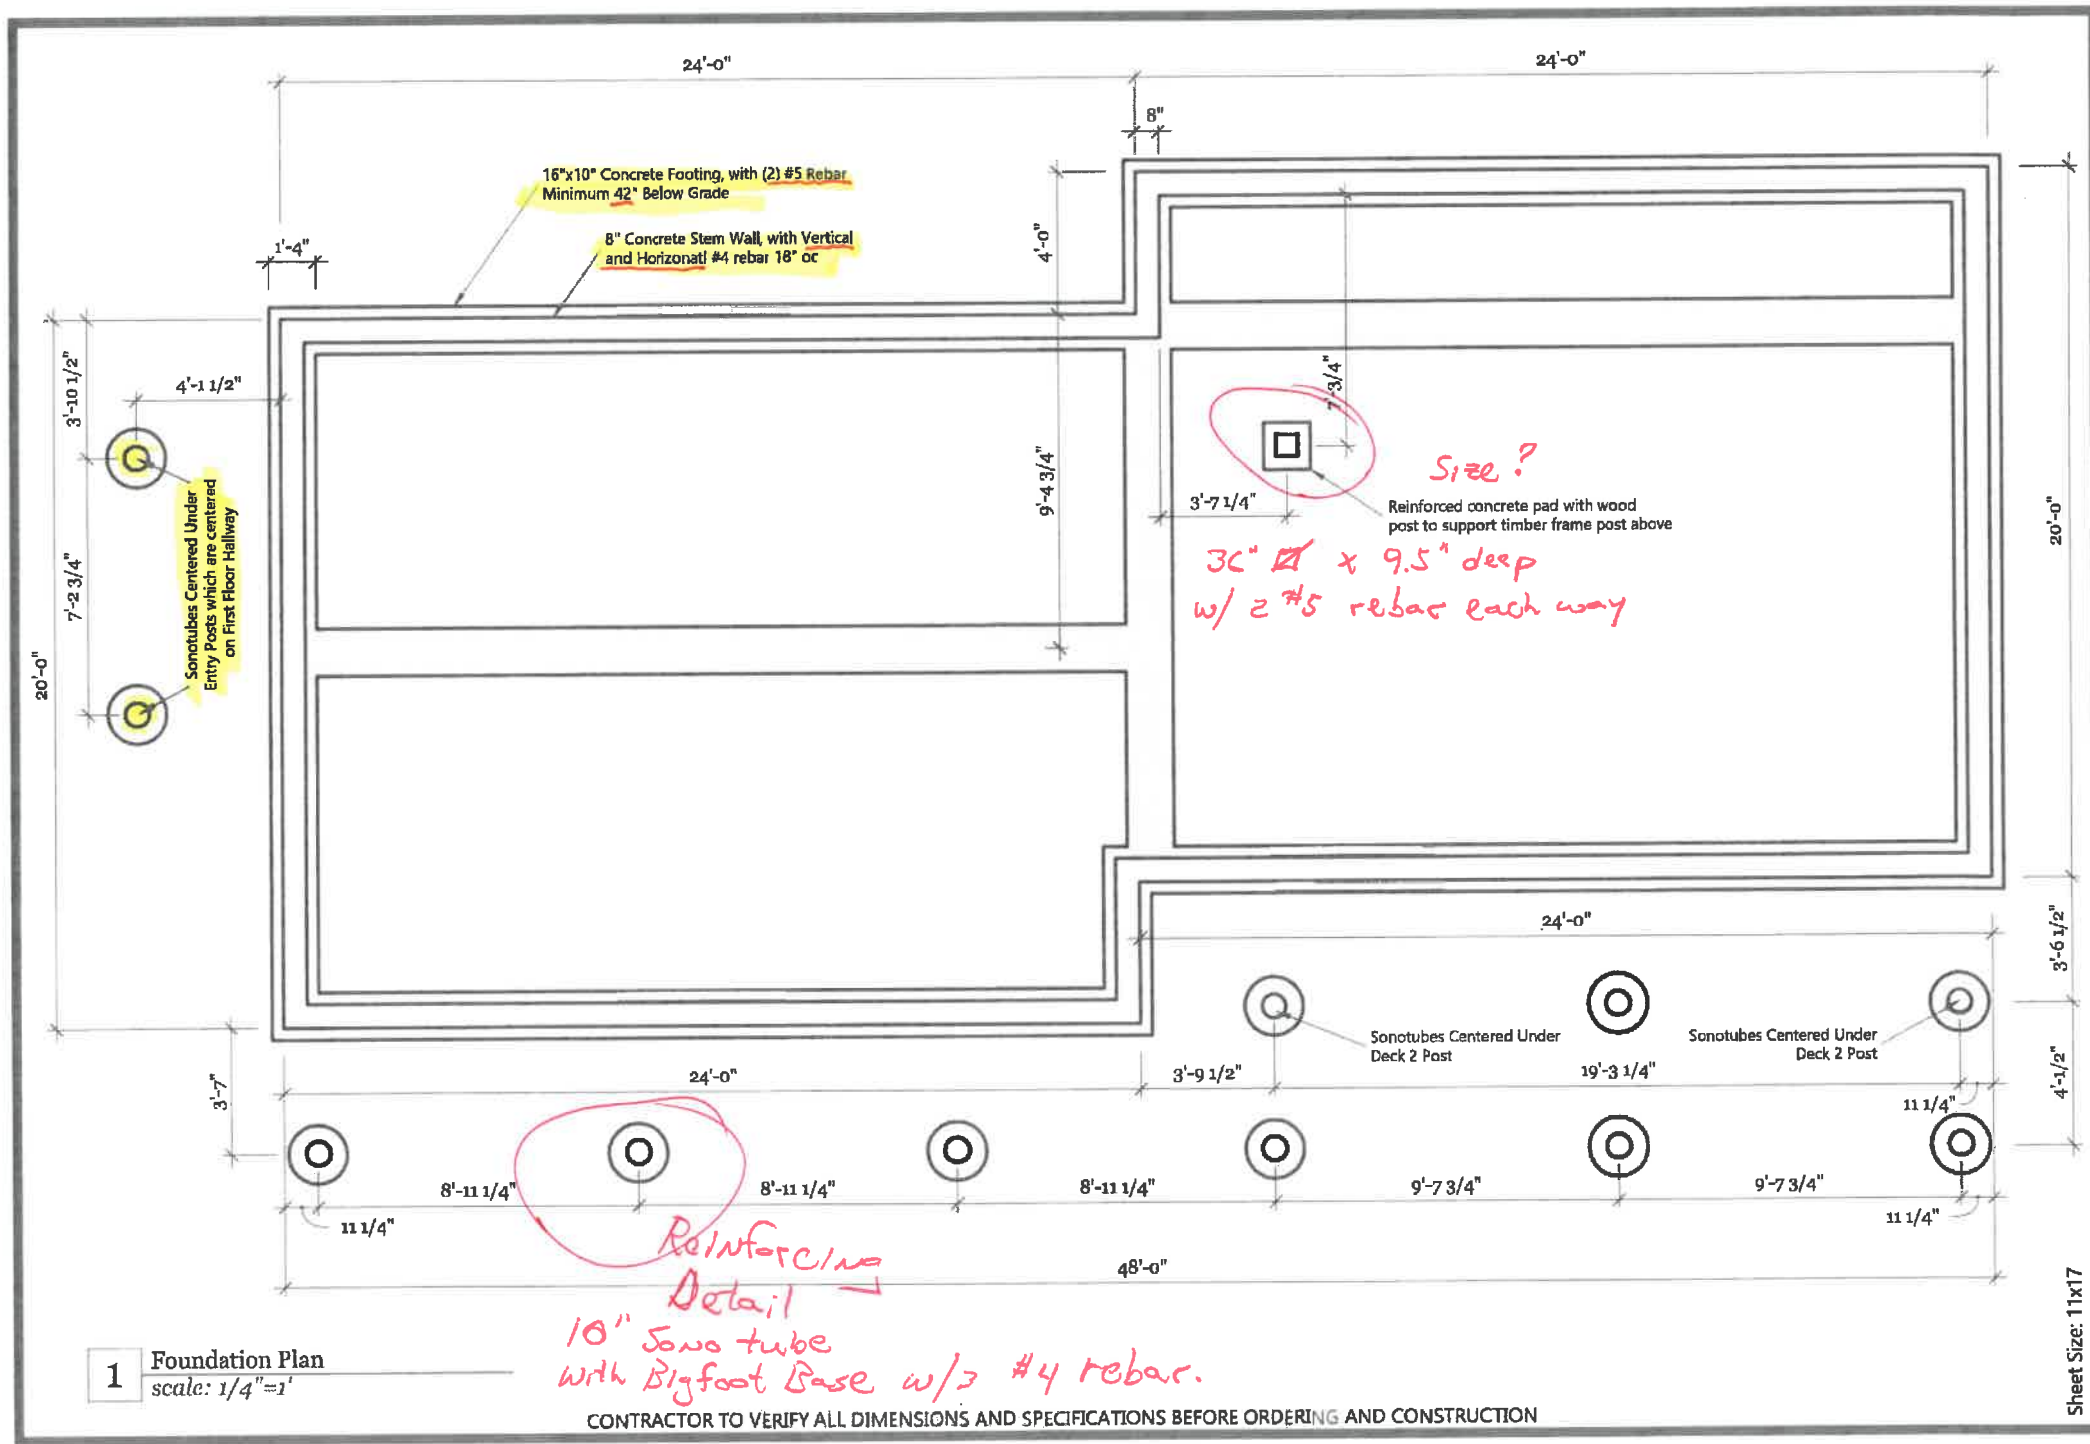 24'-0"
24'-0"
8"
16"x10" Concrete Footing, with (2) #5 Rebar
Minimum 42" Below Grade
8" Concrete Stem Wall, with Vertical
and Horizonatl #4 rebar 18" oc
1'-4"
4'-0"
3'-10 1/2"
4'-1 1/2"
7'-2 3/4"
20'-0"
Sonotubes Centered Under
Entry Posts which are centered
on First Floor Hallway
9'-4 3/4"
3'-7 1/4"
Size?
Reinforced concrete pad with wood
post to support timber frame post above
x 9.5" deep
w/ 2 #5 rebar each way
20'-0"
24'-0"
3'-6 1/2"
4'-1/2"
Sonotubes Centered Under
Deck 2 Post
Sonotubes Centered Under
Deck 2 Post
3'-7"
24'-0"
3'-9 1/2"
19'-3 1/4"
11 1/4"
8'-11 1/4"
8'-11 1/4"
8'-11 1/4"
9'-7 3/4"
9'-7 3/4"
11 1/4"
11 1/4"
48'-0"
Reinforcing
Detail
10" Sono tube
with Bigfoot Base w/ #4 rebar.
1
Foundation Plan
scale: 1/4"=1'
CONTRACTOR TO VERIFY ALL DIMENSIONS AND SPECIFICATIONS BEFORE ORDERING AND CONSTRUCTION
Sheet Size: 11x17